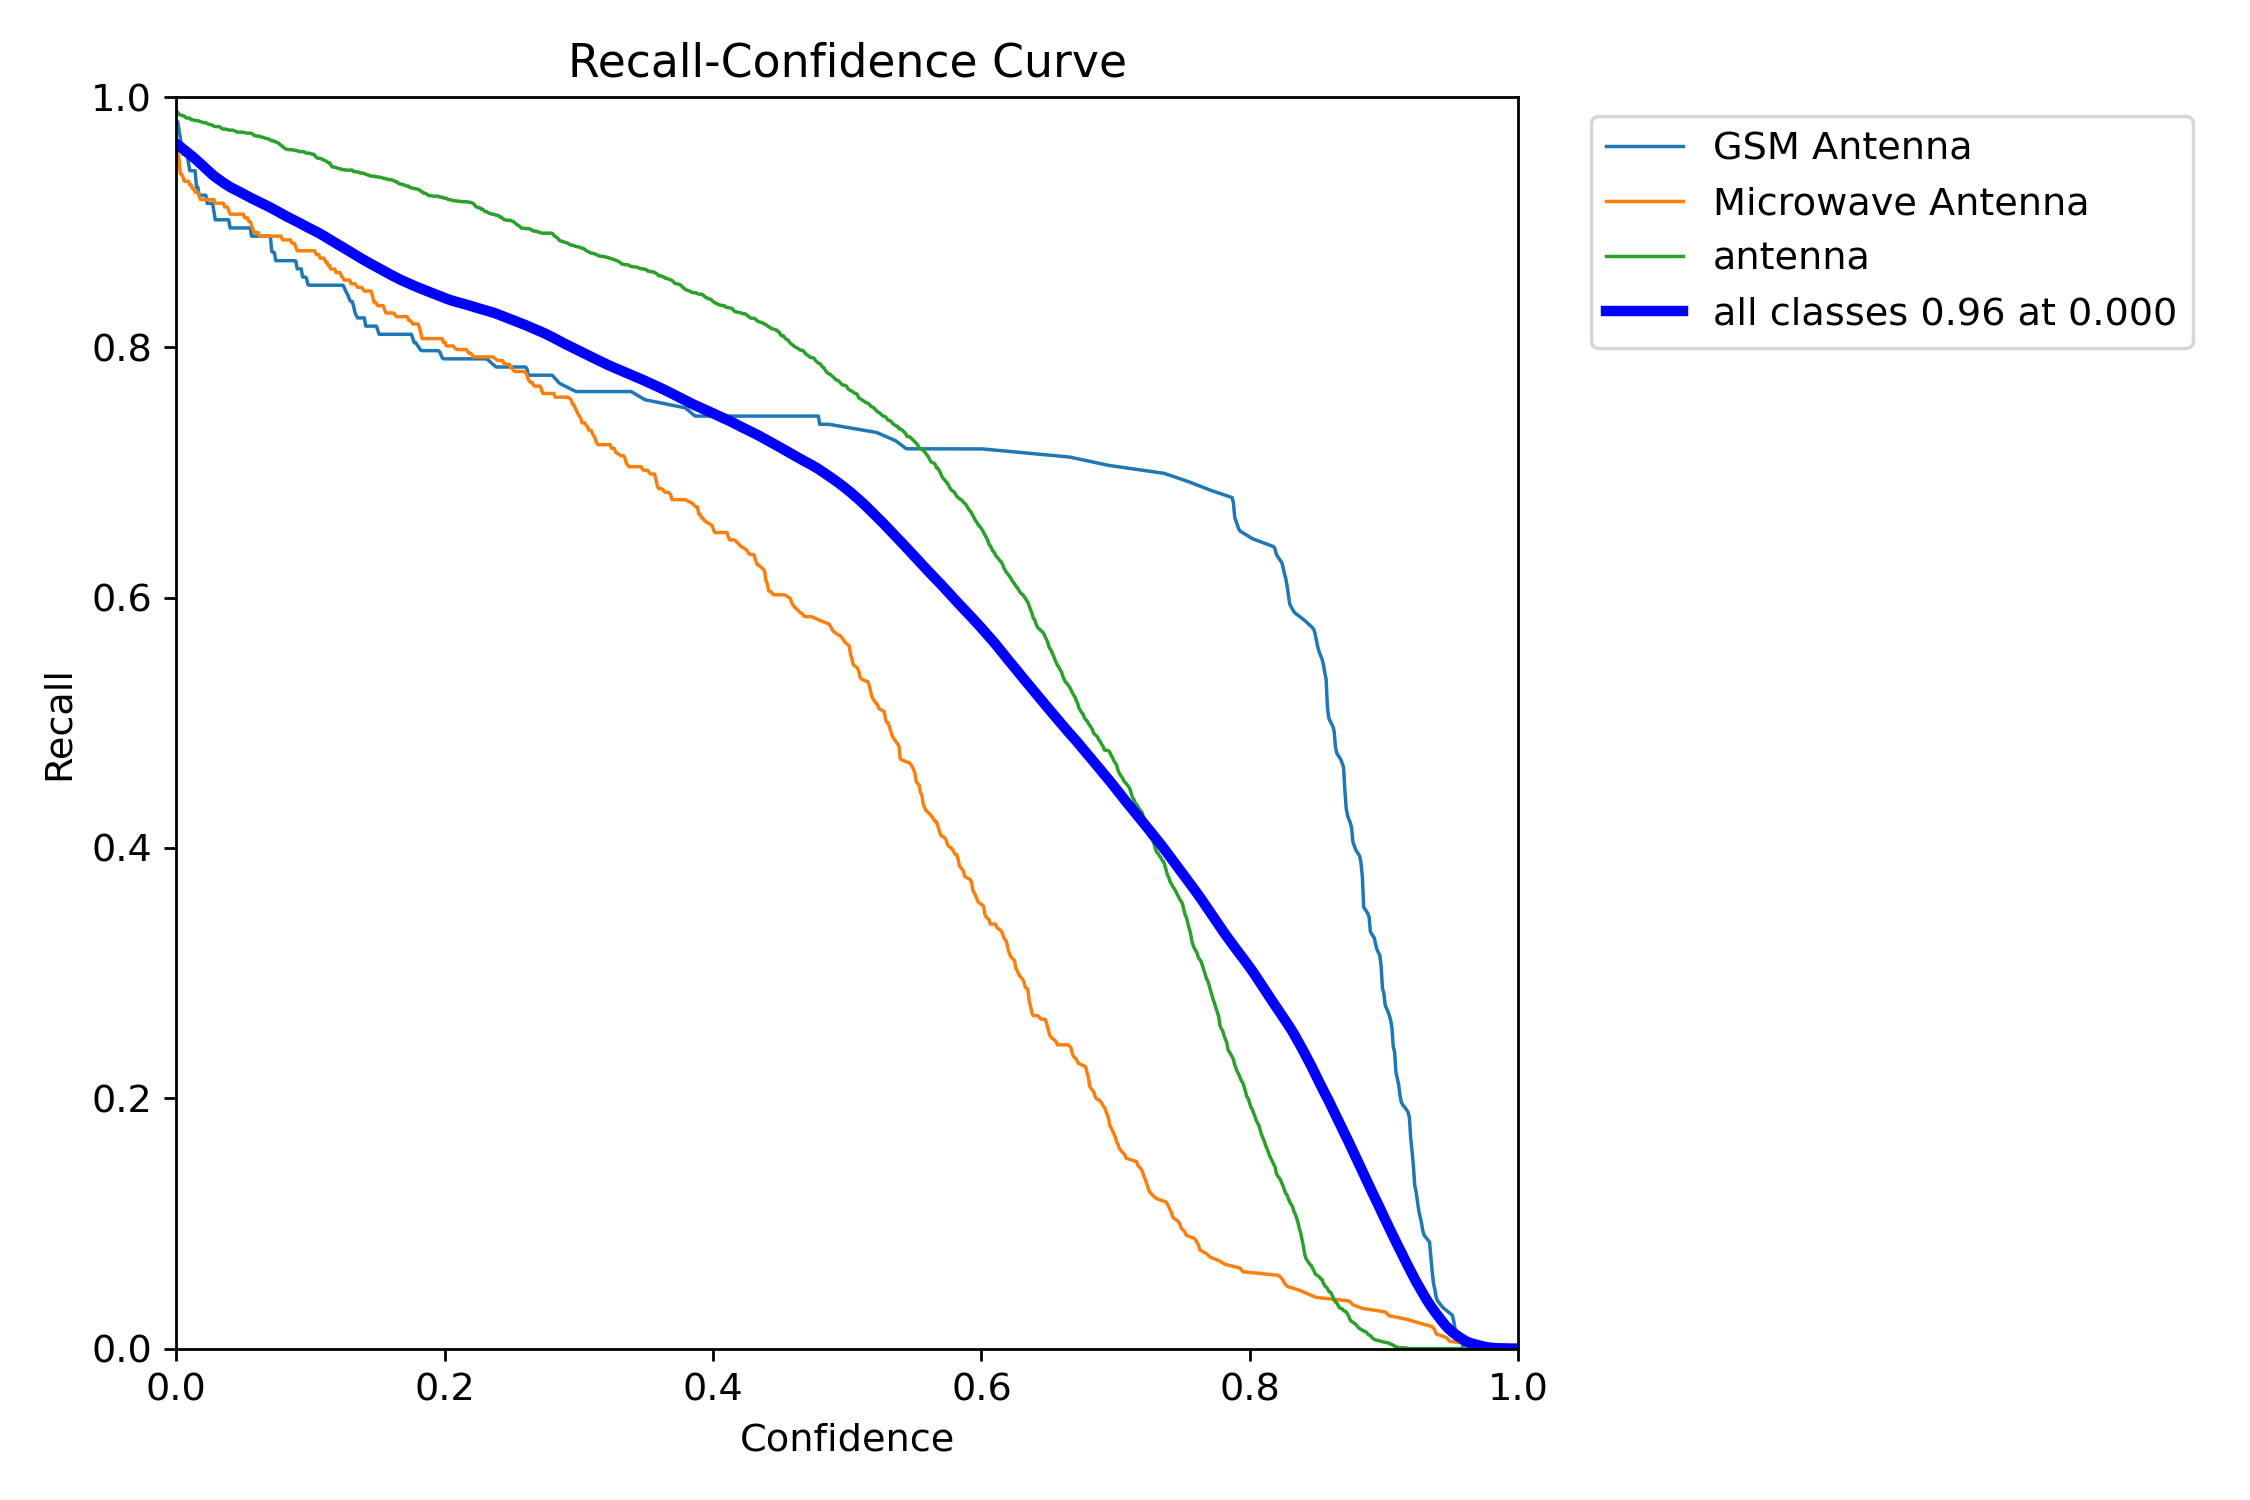 Recall-Confidence Curve
1.0
0.8
0.6
0.4
0.2
0.0
Recall
0.0 0.2 0.4 0.6 0.8 1.0
Confidence
GSM Antenna
Microwave Antenna
antenna
all classes 0.96 at 0.000